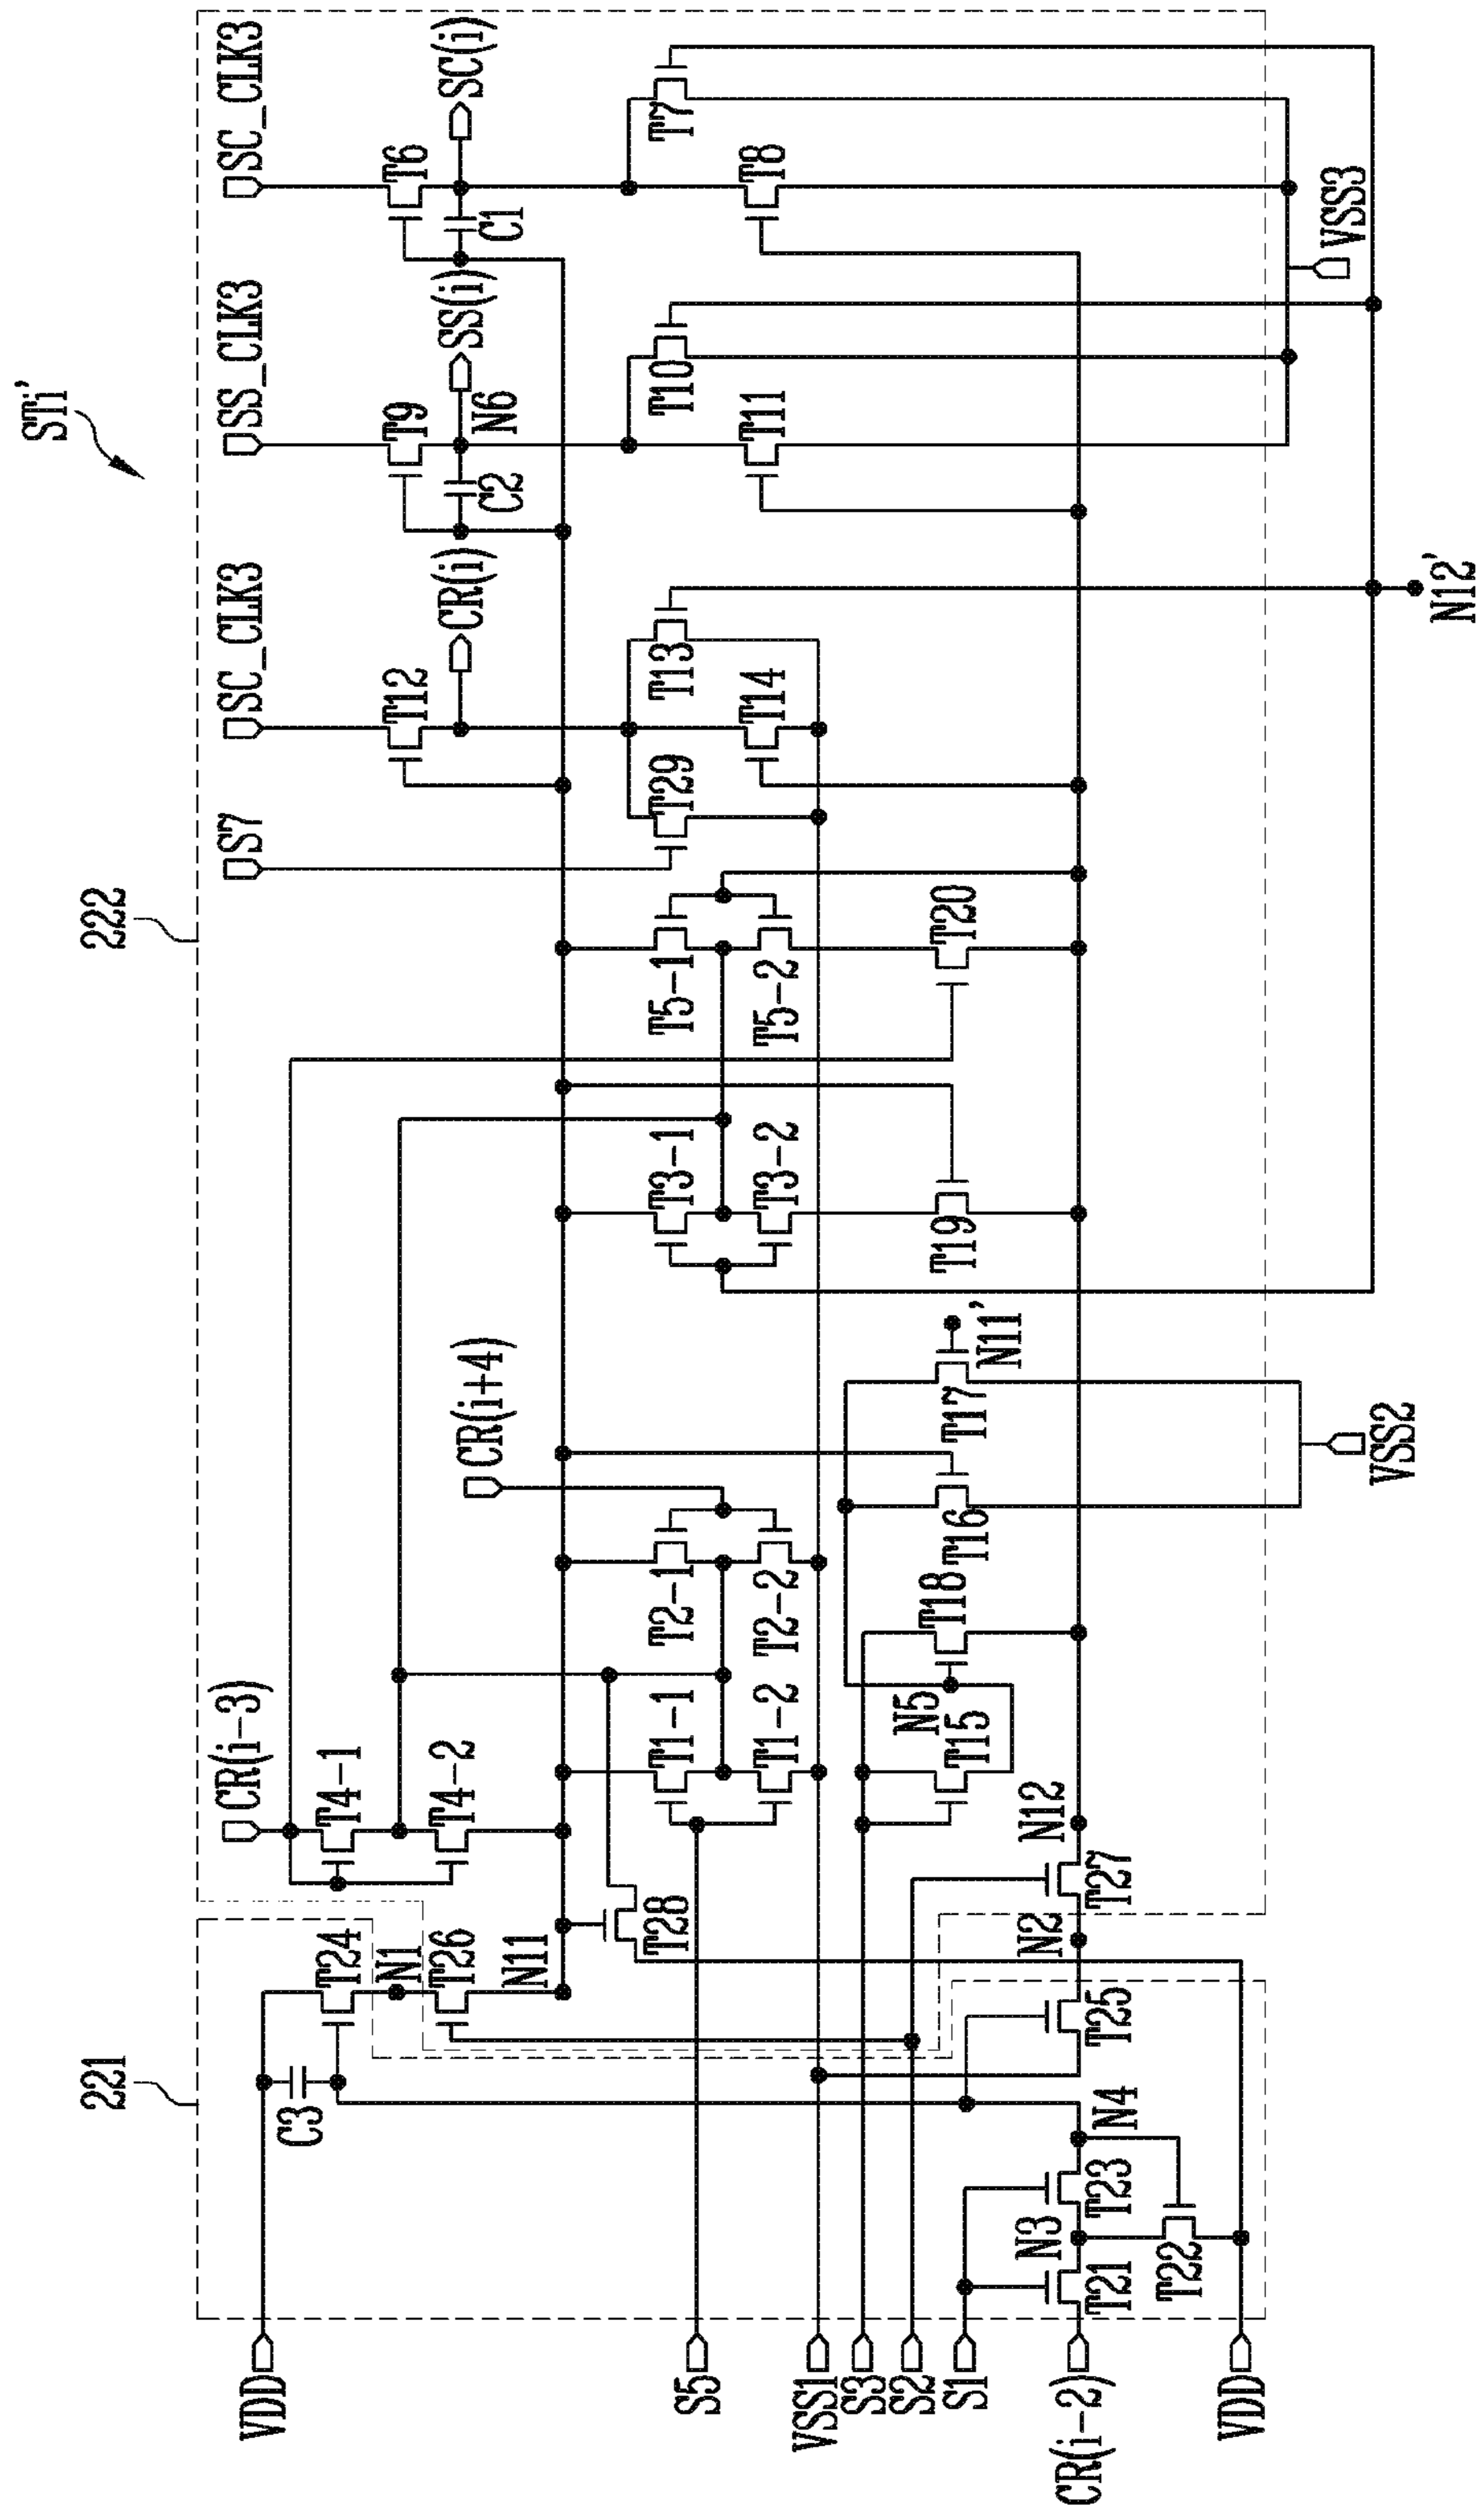 STi'
222
221
SC_CLK3
SS_CLK3
SC_CLK3
S7
CR(i-3)
VDD
T6
T9
T12
T4-1
T24
C3
SC(i)
C1
SS(i)
N6
C2
CR(i)
CR(i+4)
T4-2
N1
T26
N11
T28
T7
T10
T13
T29
T5-1
T3-1
T2-1
T1-1
S5
T8
T11
T14
T5-2
T3-2
T2-2
T1-2
VSS1
S3
S2
T20
T19
N11'
T17
T16
T18
N5
T15
S1
N12
T27
N2
T25
N4
T23
N3
T21
CR(i-2)
T22
VDD
VSS3
N12'
VSS2